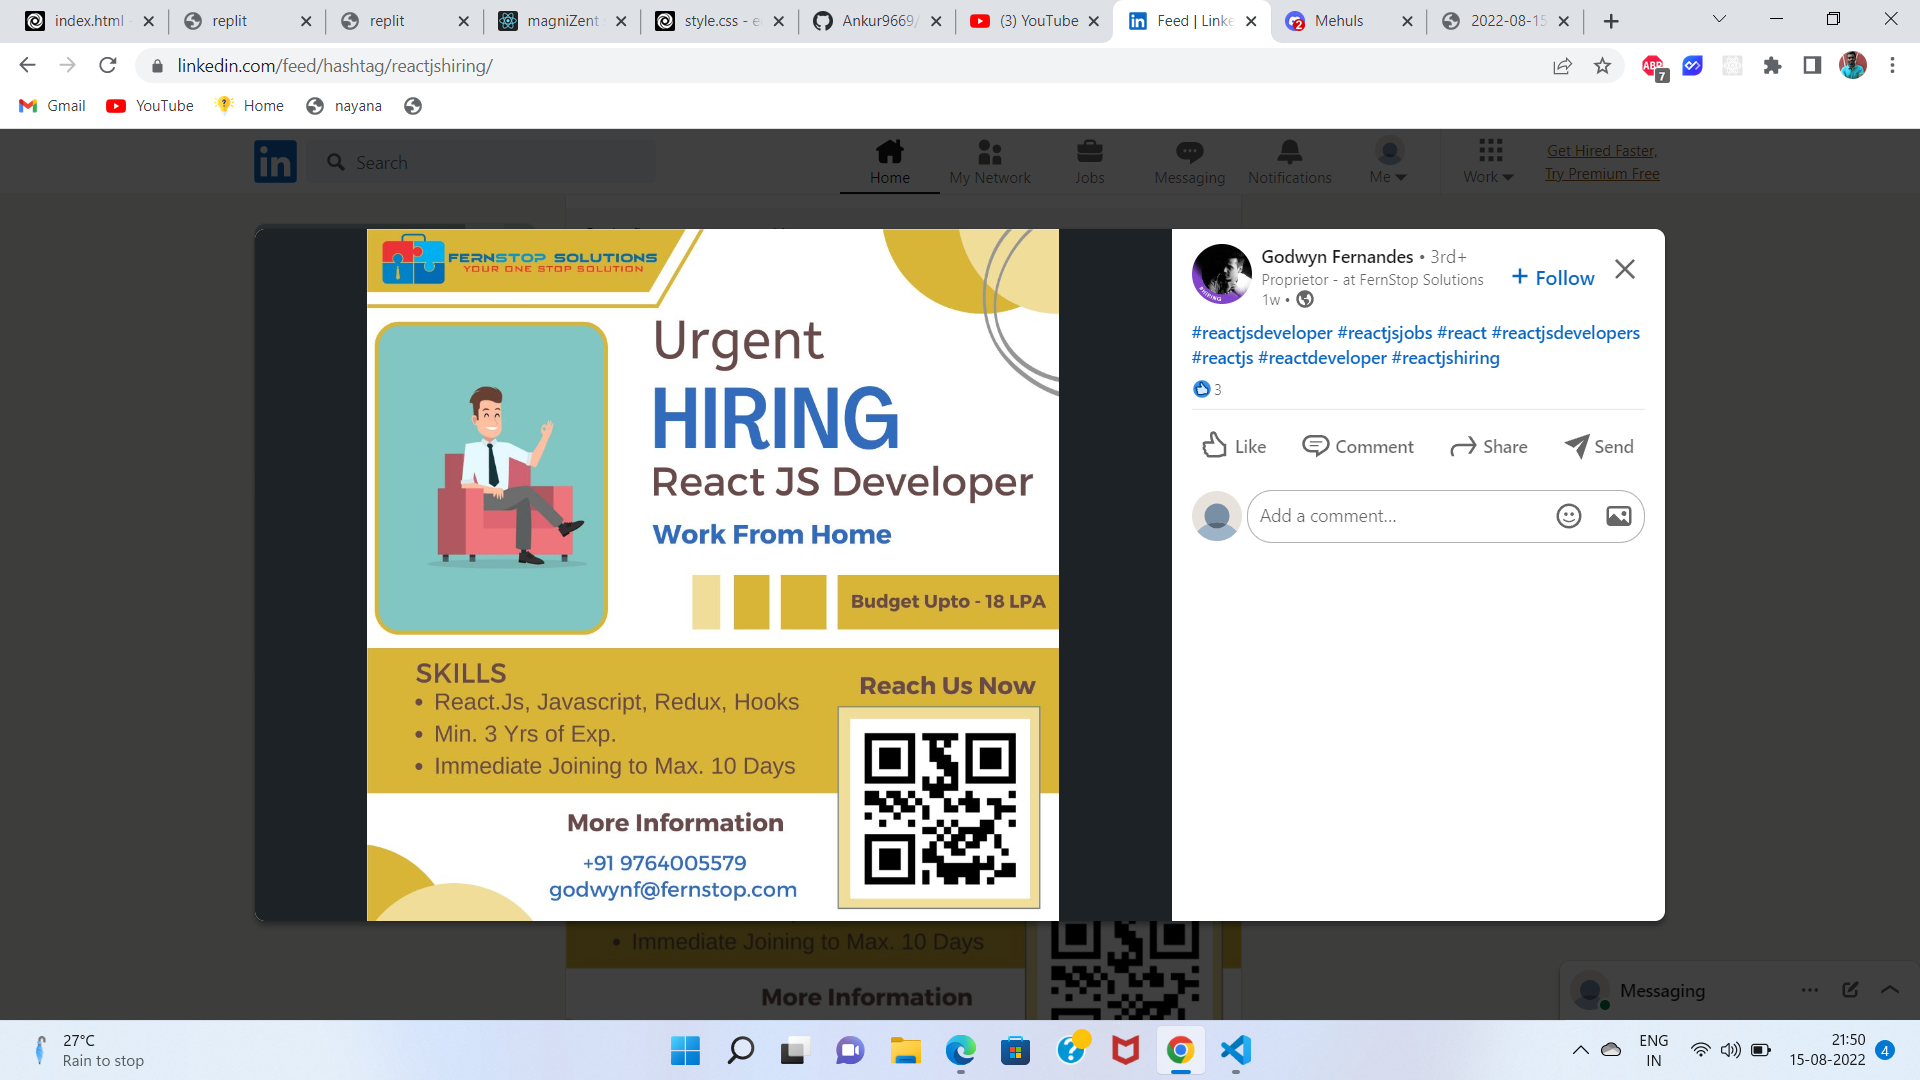 index.html
replit
replit
magniZent
style.css - e
Ankur9669/
(3) YouTube
Feed | Linke
2
Mehuls
2022-08-15
linkedin.com/feed/hashtag/reactjshiring/
ABP
7
Gmail
YouTube
Home
nayana
in
Search
Home
My Network
Jobs
Messaging
Notifications
Me
Work
Get Hired Faster,
Try Premium Free
FERNSTOP SOLUTIONS
YOUR ONE STOP SOLUTION
Urgent
HIRING
React JS Developer
Work From Home
Budget Upto - 18 LPA
SKILLS
• React.Js, Javascript, Redux, Hooks
• Min. 3 Yrs of Exp.
• Immediate Joining to Max. 10 Days
Reach Us Now
More Information
+91 9764005579
godwynf@fernstop.com
Godwyn Fernandes • 3rd+
Proprietor - at FernStop Solutions
1w •
#HIRING
+ Follow
#reactjsdeveloper #reactjsjobs #react #reactjsdevelopers
#reactjs #reactdeveloper #reactjshiring
3
Like
Comment
Share
Send
Add a comment...
• Immediate Joining to Max. 10 Days
More Information
Messaging
27°C
Rain to stop
ENG
IN
21:50
15-08-2022
4